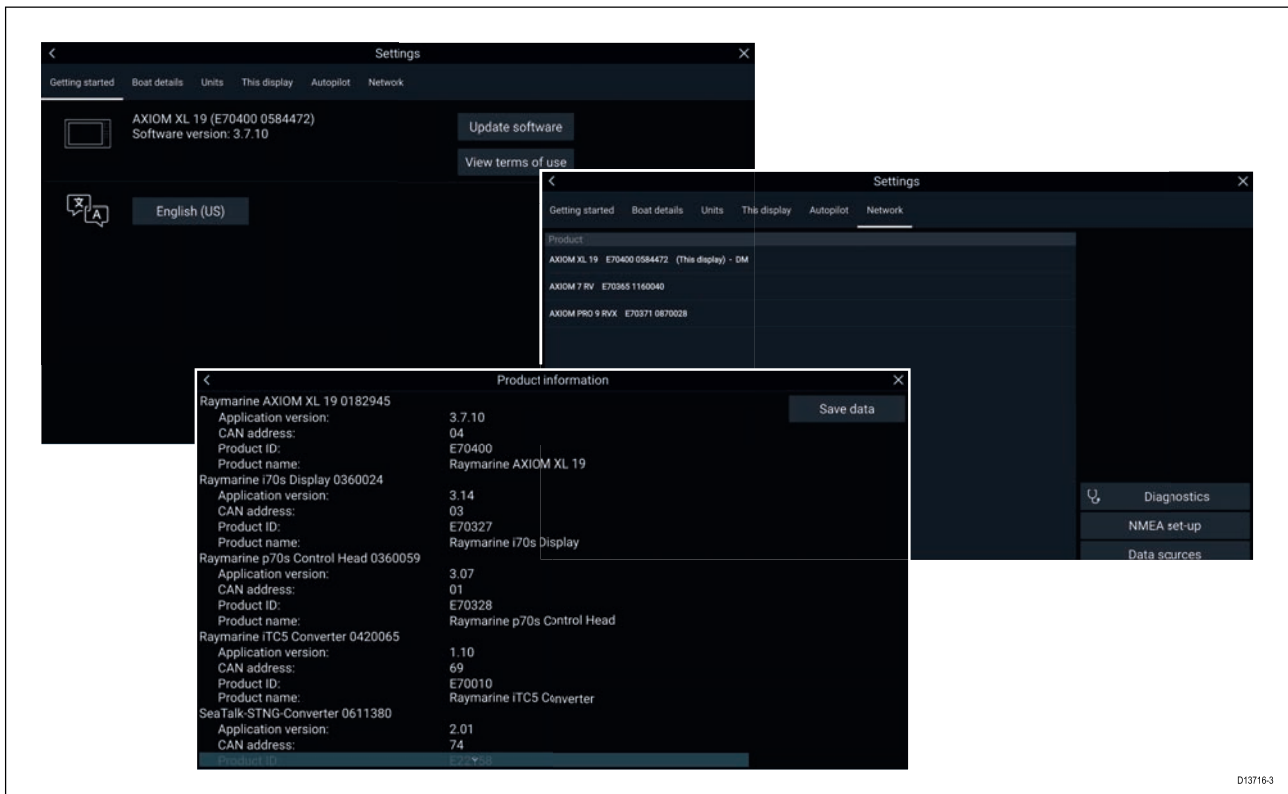 Settings
Getting started Boat details Units This display Autopilot Network
AXIOM XL 19 (E70400 0584472)
Software version: 3.7.10
Update software
View terms of use
English (US)
Settings
Getting started Boat details Units This display Autopilot Network
Product
AXIOM XL 19 E70400 0584472 (This display) - DM
AXIOM 7 RV E70365 1160040
AXIOM PRO 9 RVX E70371 0870028
Diagnostics
NMEA set-up
Data sources
Product information
Save data
Raymarine AXIOM XL 19 0182945
Application version: 3.7.10
CAN address: 04
Product ID: E70400
Product name: Raymarine AXIOM XL 19
Raymarine i70s Display 0360024
Application version: 3.14
CAN address: 03
Product ID: E70327
Product name: Raymarine i70s Display
Raymarine p70s Control Head 0360059
Application version: 3.07
CAN address: 01
Product ID: E70328
Product name: Raymarine p70s Control Head
Raymarine iTC5 Converter 0420065
Application version: 1.10
CAN address: 69
Product ID: E70010
Product name: Raymarine iTC5 Converter
SeaTalk-STNG-Converter 0611380
Application version: 2.01
CAN address: 74
Product ID
D13716-3